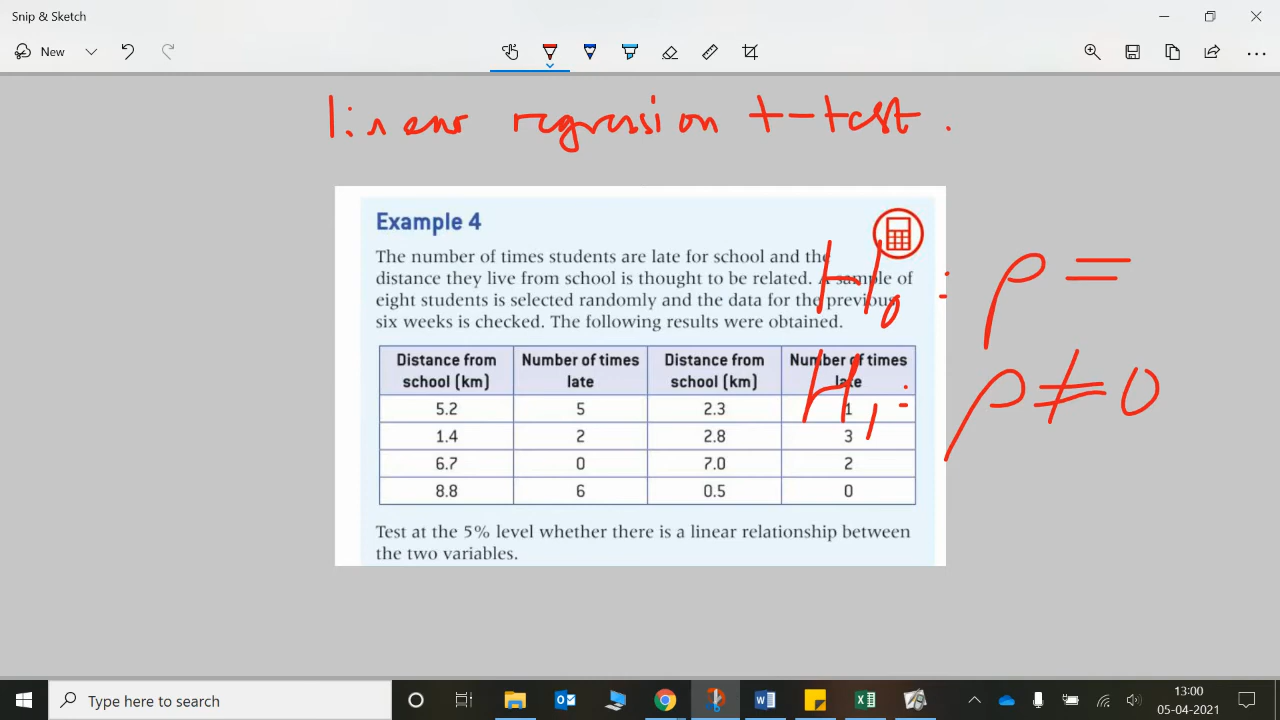 Snip & Sketch
New
linear regression t-test.
Example 4
The number of times students are late for school and the
distance they live from school is thought to be related. A sample of
eight students is selected randomly and the data for the previous
six weeks is checked. The following results were obtained.
H₀ : ρ =
H₁ : ρ ≠ 0
Distance from school (km) Number of times late Distance from school (km) Number of times late
5.2 5 2.3 1
1.4 2 2.8 3
6.7 0 7.0 2
8.8 6 0.5 0
Test at the 5% level whether there is a linear relationship between
the two variables.
Type here to search
13:00
05-04-2021